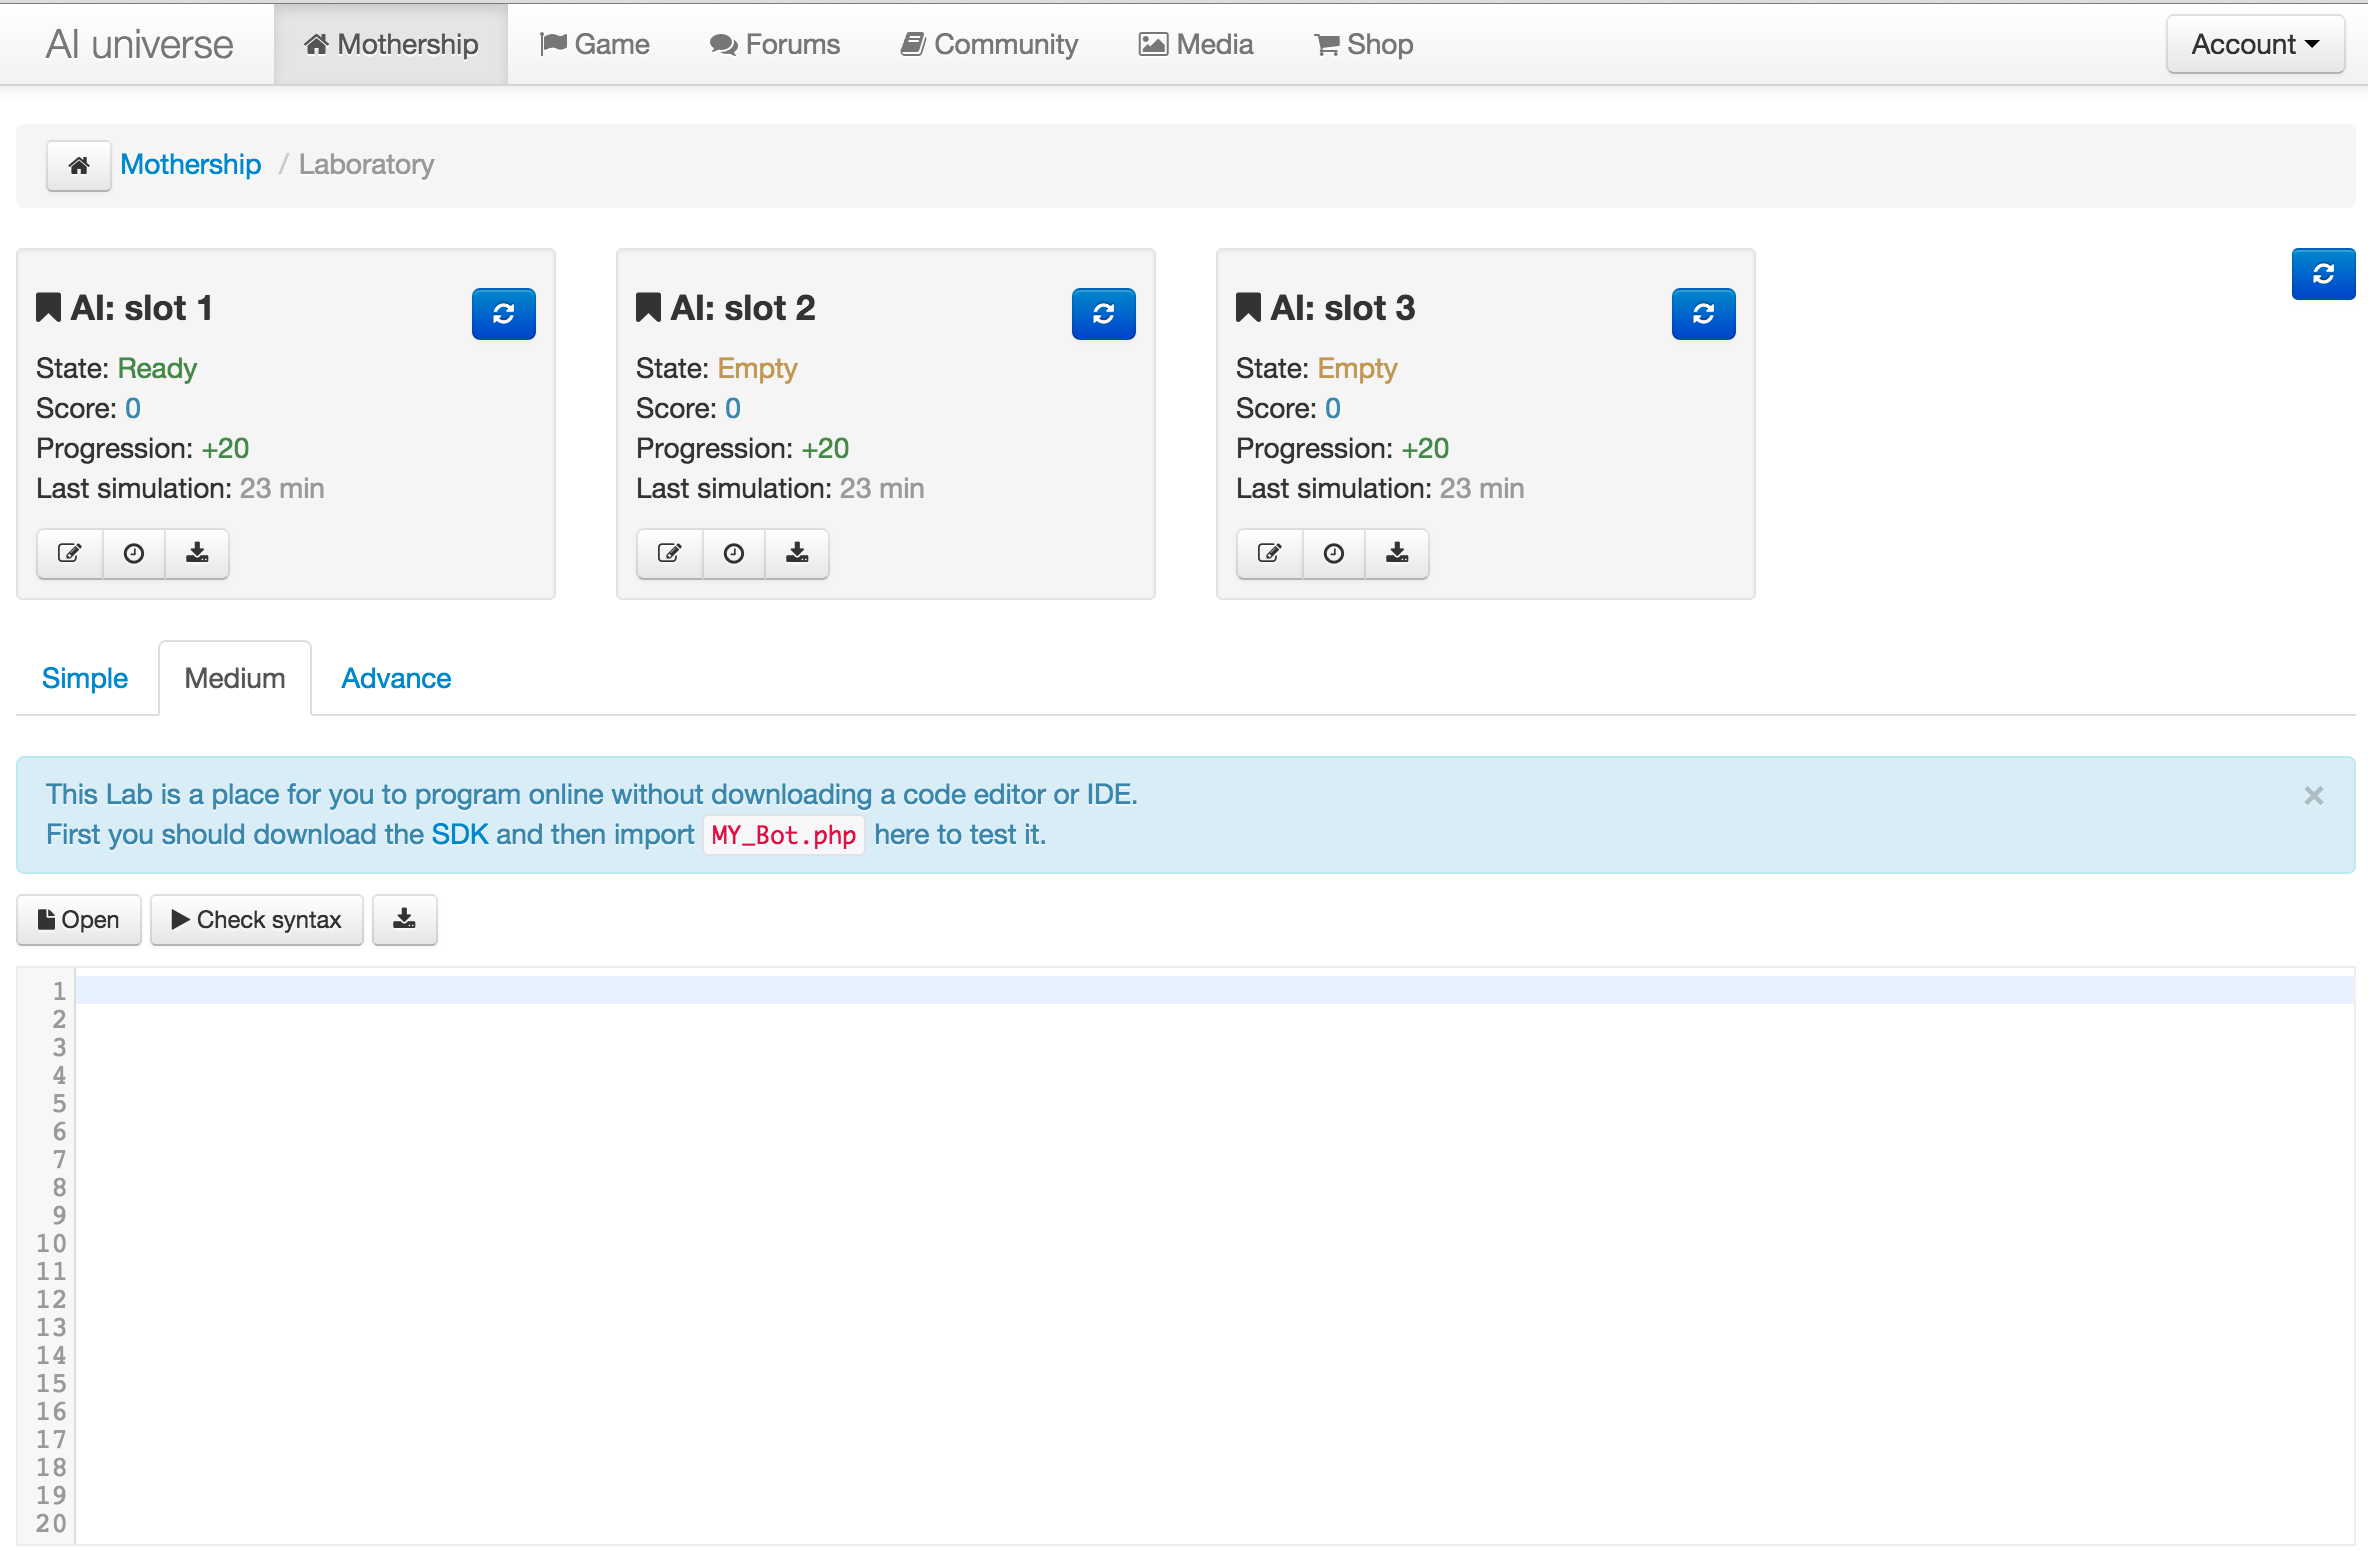 AI universe Mothership Game Forums Community Media Shop Account
Mothership / Laboratory
AI: slot 1
State: Ready
Score: 0
Progression: +20
Last simulation: 23 min
AI: slot 2
State: Empty
Score: 0
Progression: +20
Last simulation: 23 min
AI: slot 3
State: Empty
Score: 0
Progression: +20
Last simulation: 23 min
Simple Medium Advance
This Lab is a place for you to program online without downloading a code editor or IDE. ×
First you should download the SDK and then import MY_Bot.php here to test it.
Open Check syntax
1
2
3
4
5
6
7
8
9
10
11
12
13
14
15
16
17
18
19
20